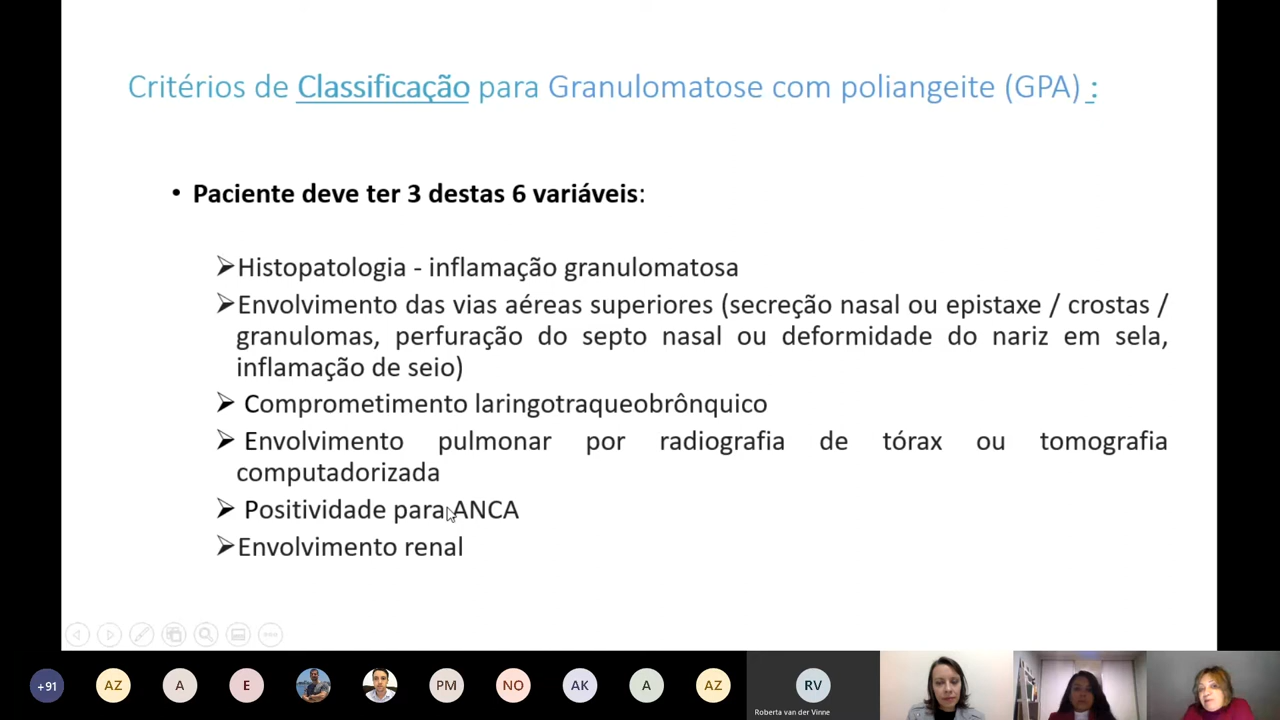 Critérios de Classificação para Granulomatose com poliangeite (GPA) :
• Paciente deve ter 3 destas 6 variáveis:
➢Histopatologia - inflamação granulomatosa
➢Envolvimento das vias aéreas superiores (secreção nasal ou epistaxe / crostas /
granulomas, perfuração do septo nasal ou deformidade do nariz em sela,
inflamação de seio)
➢ Comprometimento laringotraqueobrônquico
➢ Envolvimento pulmonar por radiografia de tórax ou tomografia
computadorizada
➢ Positividade para ANCA
➢Envolvimento renal
+91 AZ A E PM NO AK A AZ RV
Roberta van der Vinne